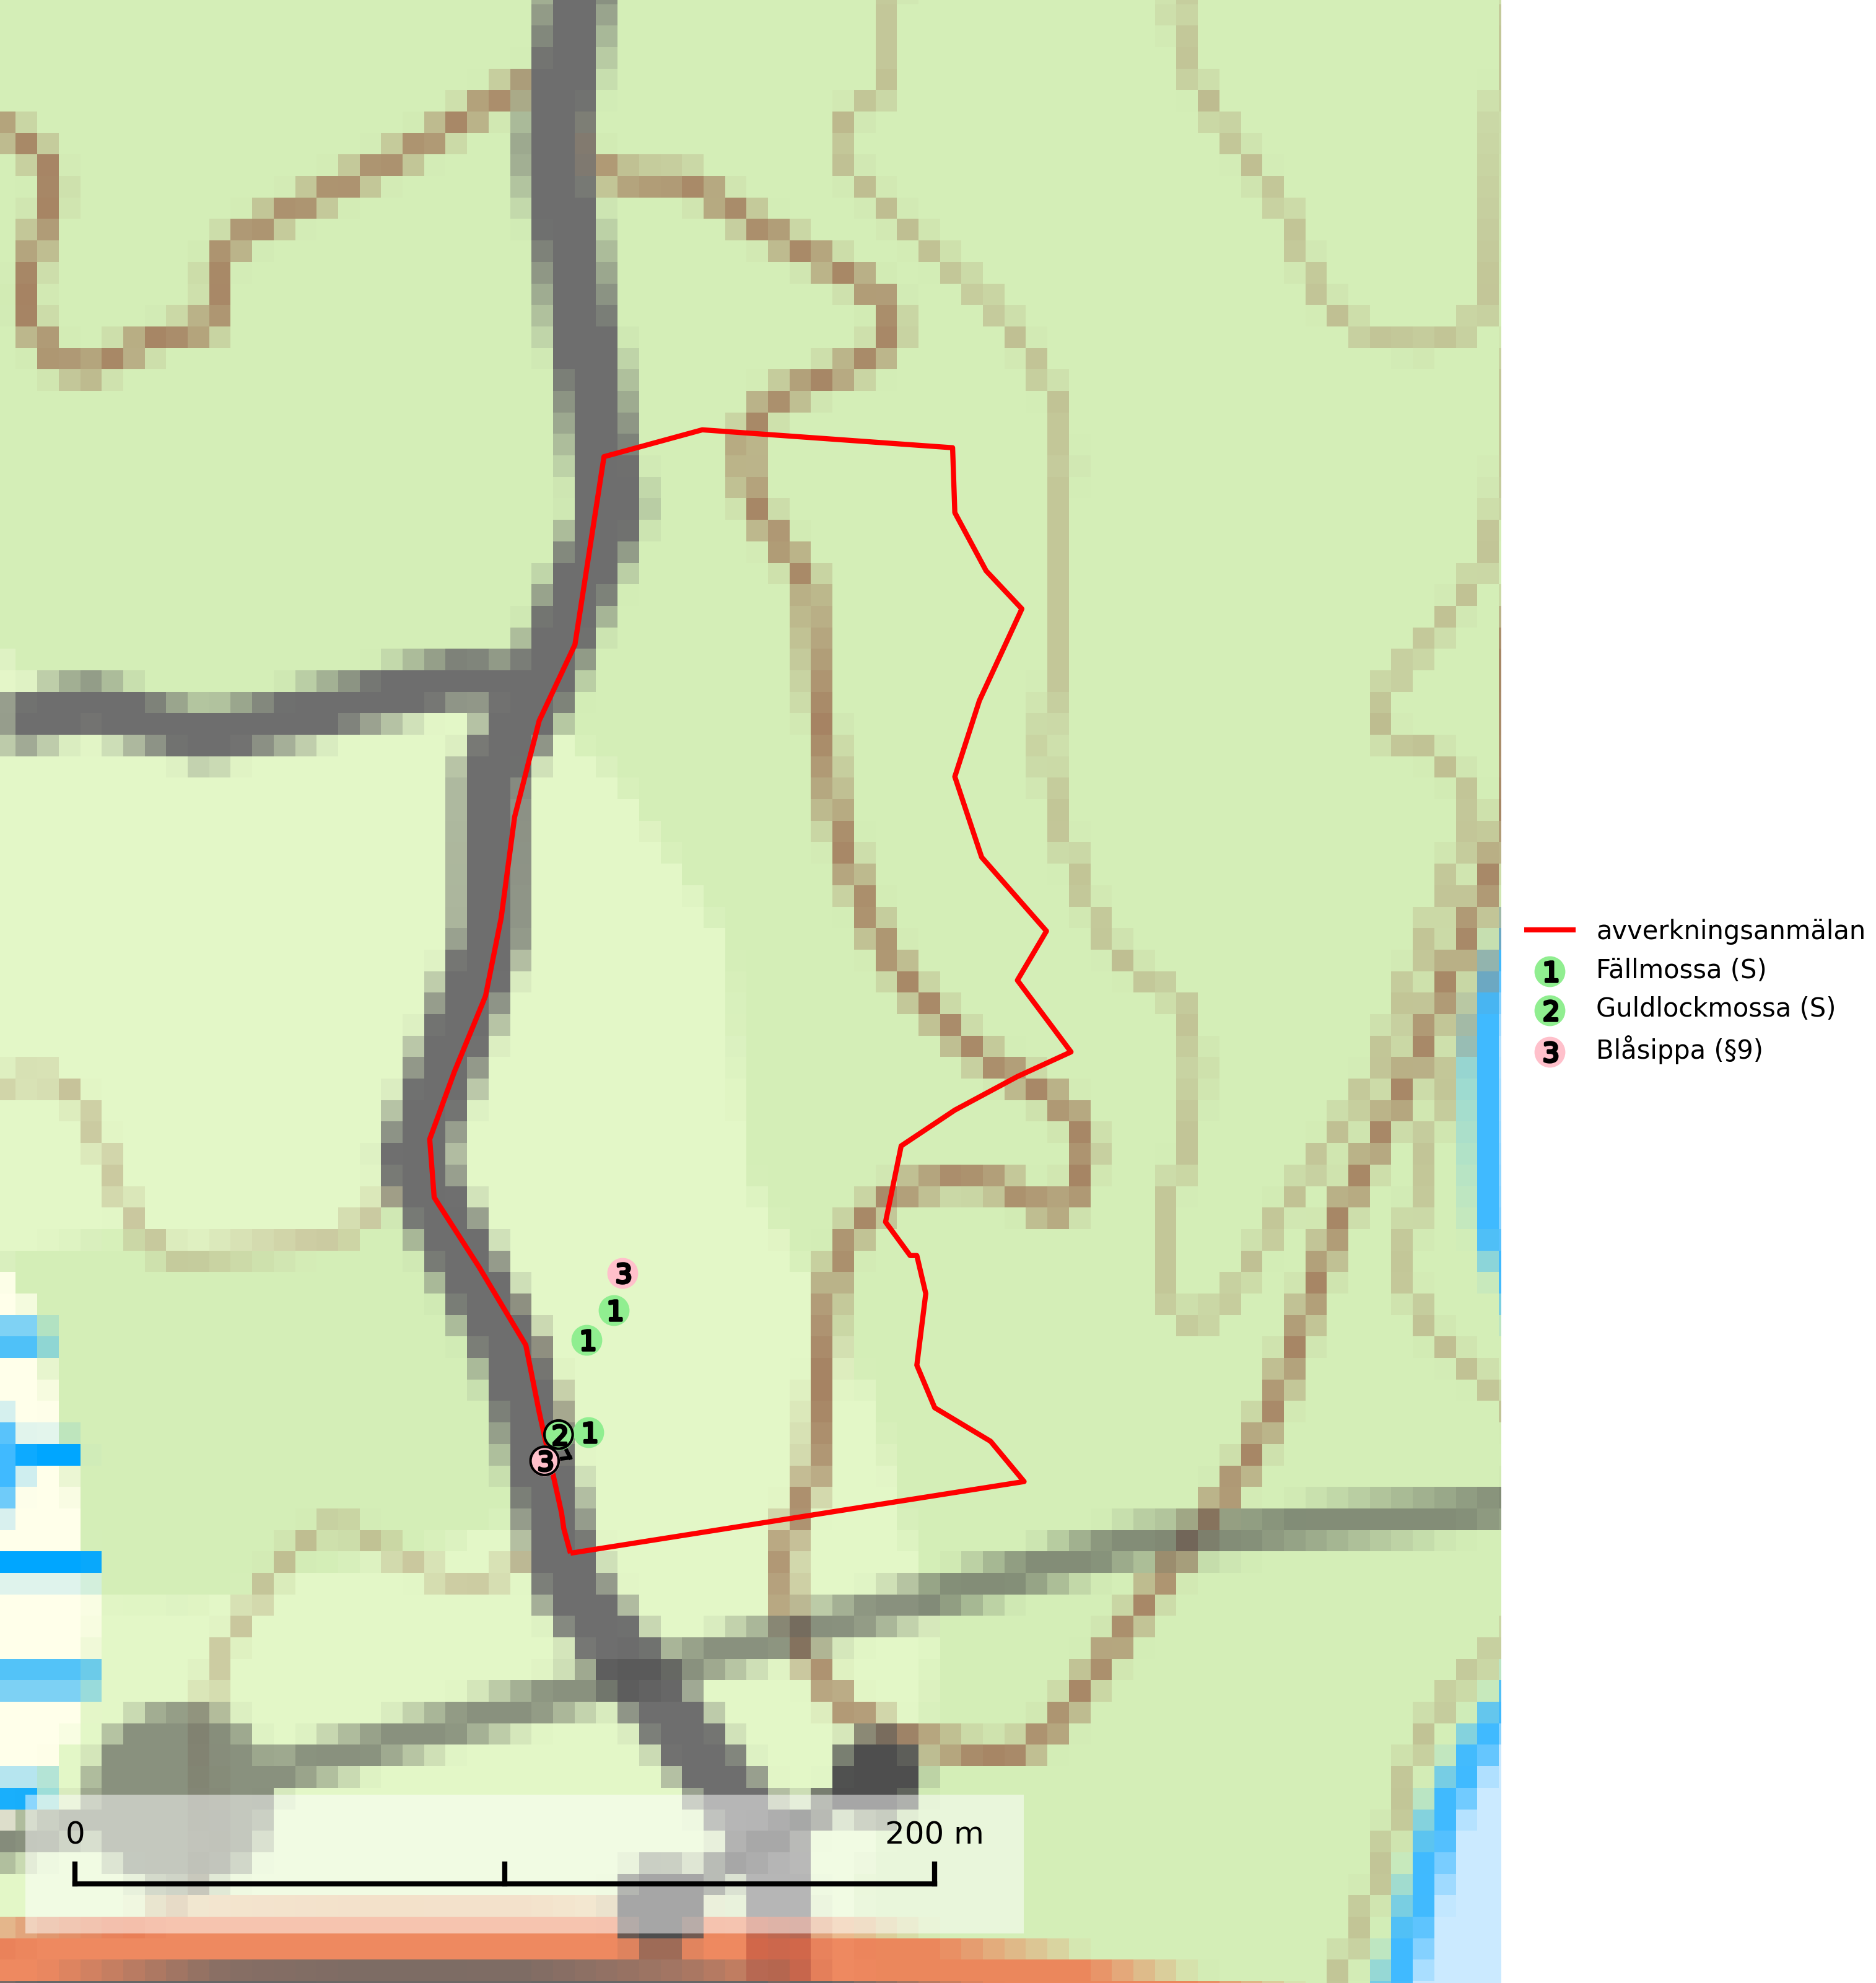 avverkningsanmälan
1 Fällmossa (S)
2 Guldlockmossa (S)
3 Blåsippa (§9)
3
1
1
2 1
3
0 200 m